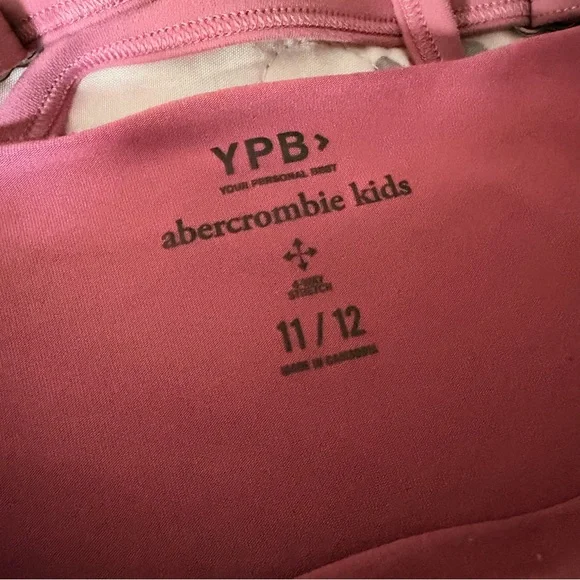 YPB>
YOUR PERSONAL BEST
abercrombie kids
4-WAY
STRETCH
11 / 12
MADE IN CAMBODIA